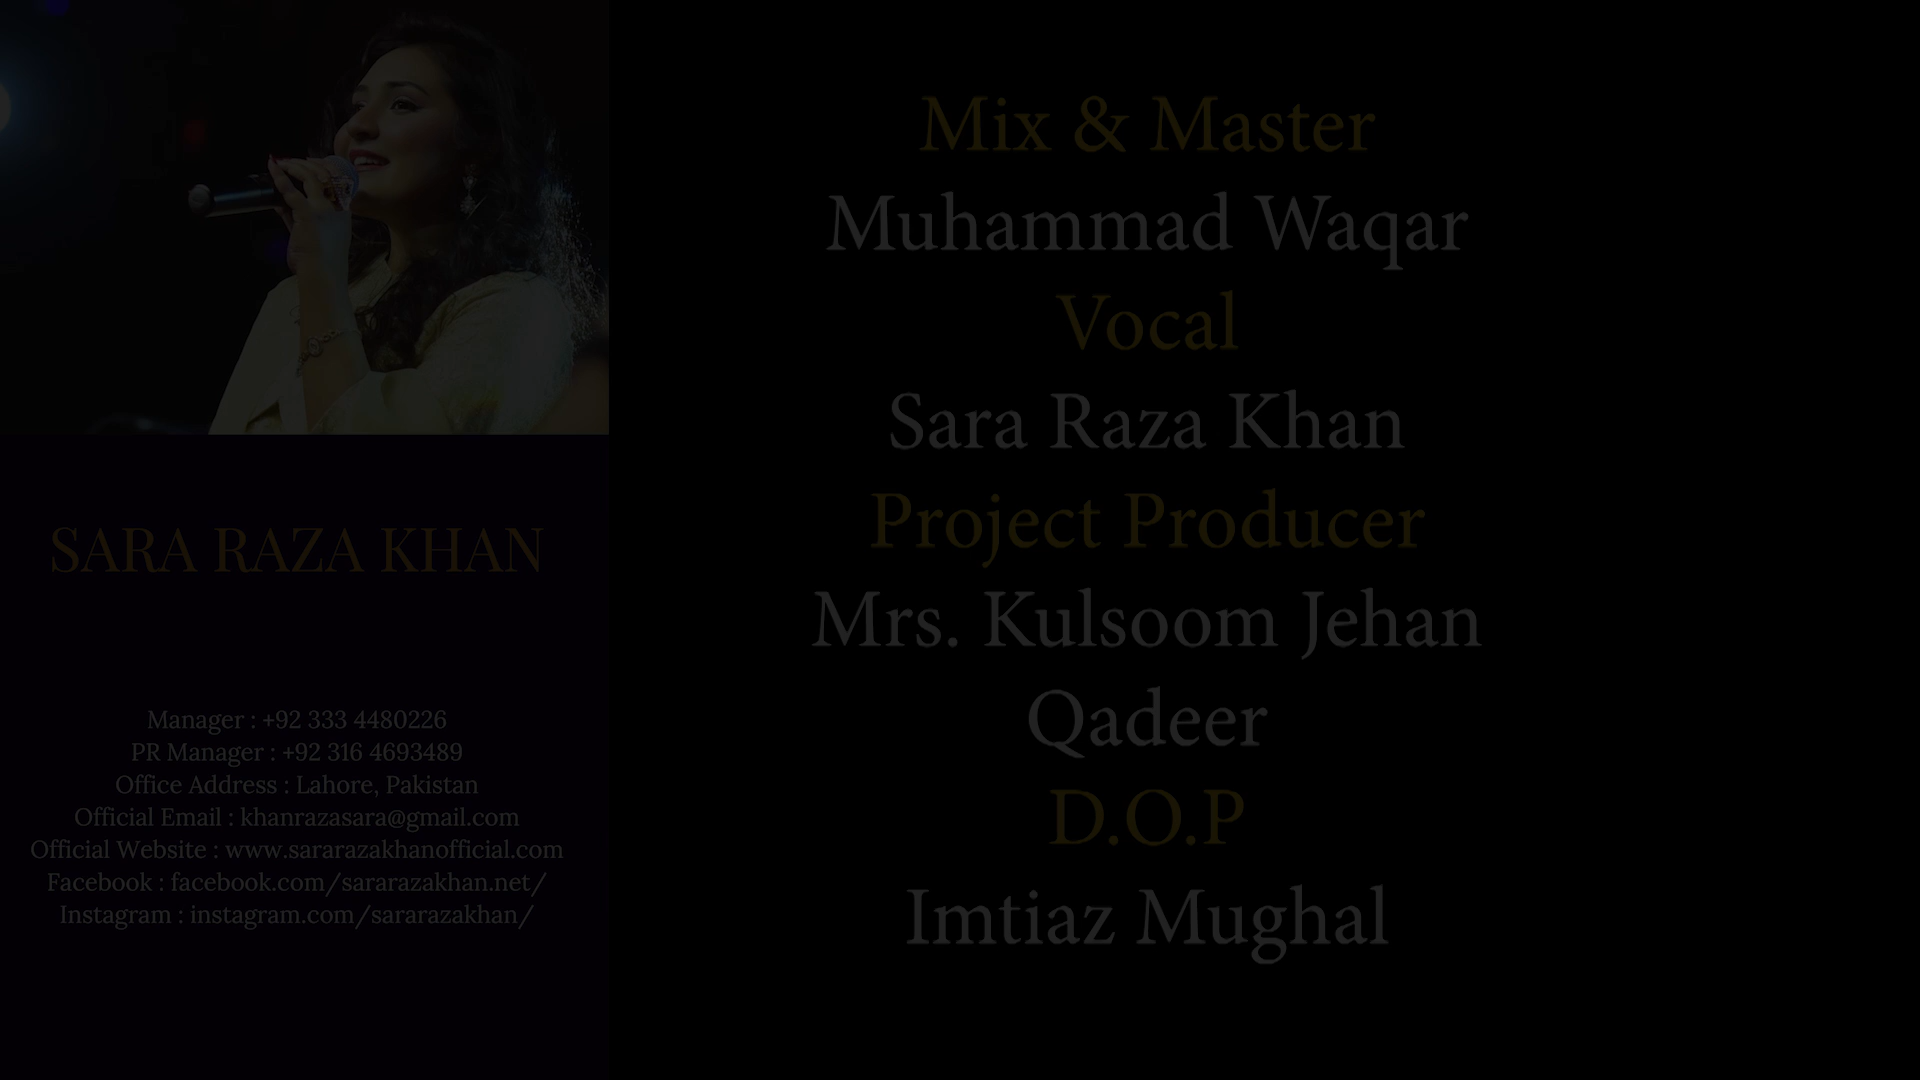 SARA RAZA KHAN
Manager : +92 333 4480226
PR Manager : +92 316 4693489
Office Address : Lahore, Pakistan
Official Email : khanrazasara@gmail.com
Official Website : www.sararazakhanofficial.com
Facebook : facebook.com/sararazakhan.net/
Instagram : instagram.com/sararazakhan/
Mix & Master
Muhammad Waqar
Vocal
Sara Raza Khan
Project Producer
Mrs. Kulsoom Jehan
Qadeer
D.O.P
Imtiaz Mughal